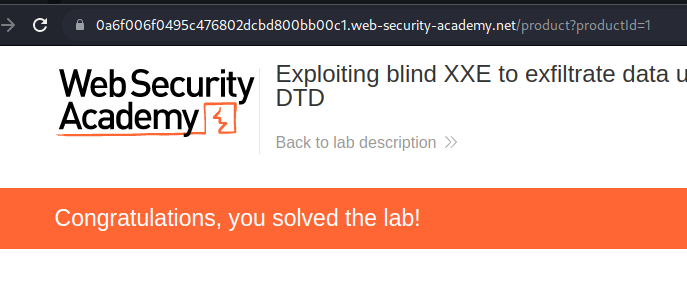 0a6f006f0495c476802dcbd800bb00c1.web-security-academy.net/product?productId=1
Web Security
Academy
Exploiting blind XXE to exfiltrate data u
DTD
Back to lab description
Congratulations, you solved the lab!